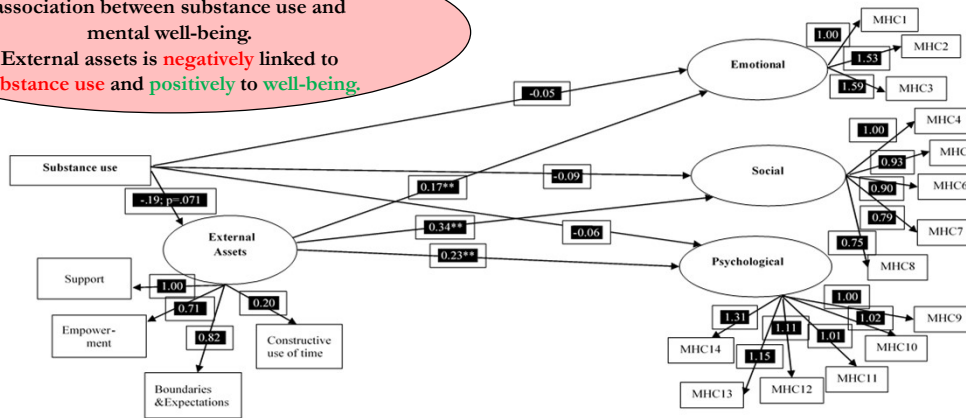 association between substance use and
mental well-being.
External assets is negatively linked to
substance use and positively to well-being.
Substance use
-.19; p=.071
External
Assets
Support
1.00
Empower-
ment
0.71
Boundaries
&Expectations
0.82
Constructive
use of time
0.20
-0.05
0.17**
-0.09
0.34**
-0.06
0.23**
Emotional
1.00
MHC1
1.53
MHC2
1.59
MHC3
Social
1.00
MHC4
0.93
MHC
0.90
MHC6
0.79
MHC7
0.75
MHC8
Psychological
1.00
MHC9
1.02
MHC10
1.01
MHC11
1.11
MHC12
1.15
MHC13
1.31
MHC14